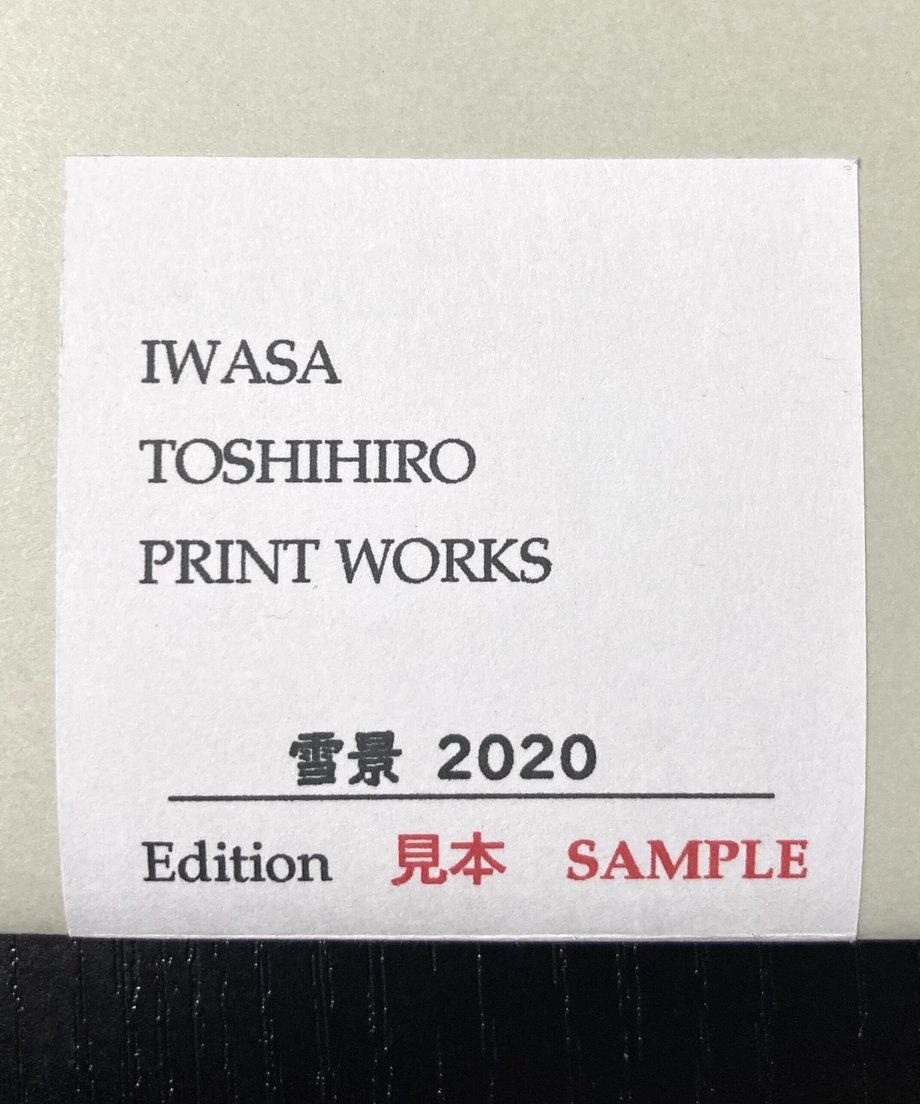 IWASA
TOSHIHIRO
PRINT WORKS
雪景 2020
Edition 見本 SAMPLE